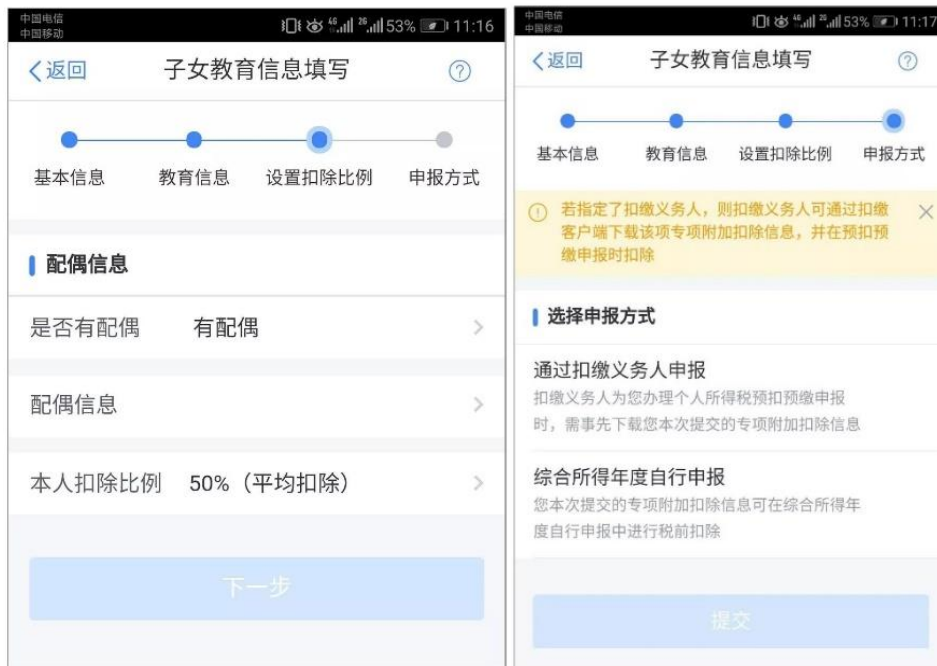 中国电信
中国移动
46 26 53% 11:16
返回 子女教育信息填写 ?
基本信息 教育信息 设置扣除比例 申报方式
配偶信息
是否有配偶 有配偶
配偶信息
本人扣除比例 50%（平均扣除）
下一步
中国电信
中国移动
46 26 53% 11:17
返回 子女教育信息填写 ?
基本信息 教育信息 设置扣除比例 申报方式
若指定了扣缴义务人，则扣缴义务人可通过扣缴
客户端下载该项专项附加扣除信息，并在预扣预
缴申报时扣除
选择申报方式
通过扣缴义务人申报
扣缴义务人为您办理个人所得税预扣预缴申报
时，需事先下载您本次提交的专项附加扣除信息
综合所得年度自行申报
您本次提交的专项附加扣除信息可在综合所得年
度自行申报中进行税前扣除
提交